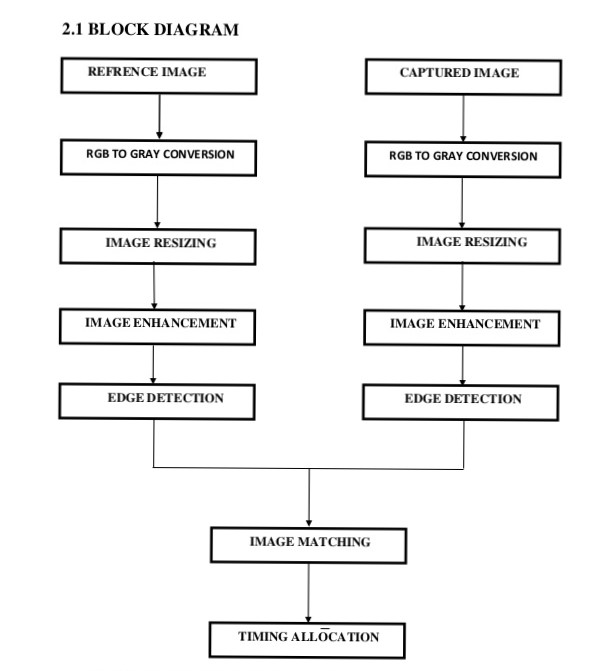 2.1 BLOCK DIAGRAM
REFRENCE IMAGE
CAPTURED IMAGE
RGB TO GRAY CONVERSION
RGB TO GRAY CONVERSION
IMAGE RESIZING
IMAGE RESIZING
IMAGE ENHANCEMENT
IMAGE ENHANCEMENT
EDGE DETECTION
EDGE DETECTION
IMAGE MATCHING
TIMING ALLOCATION